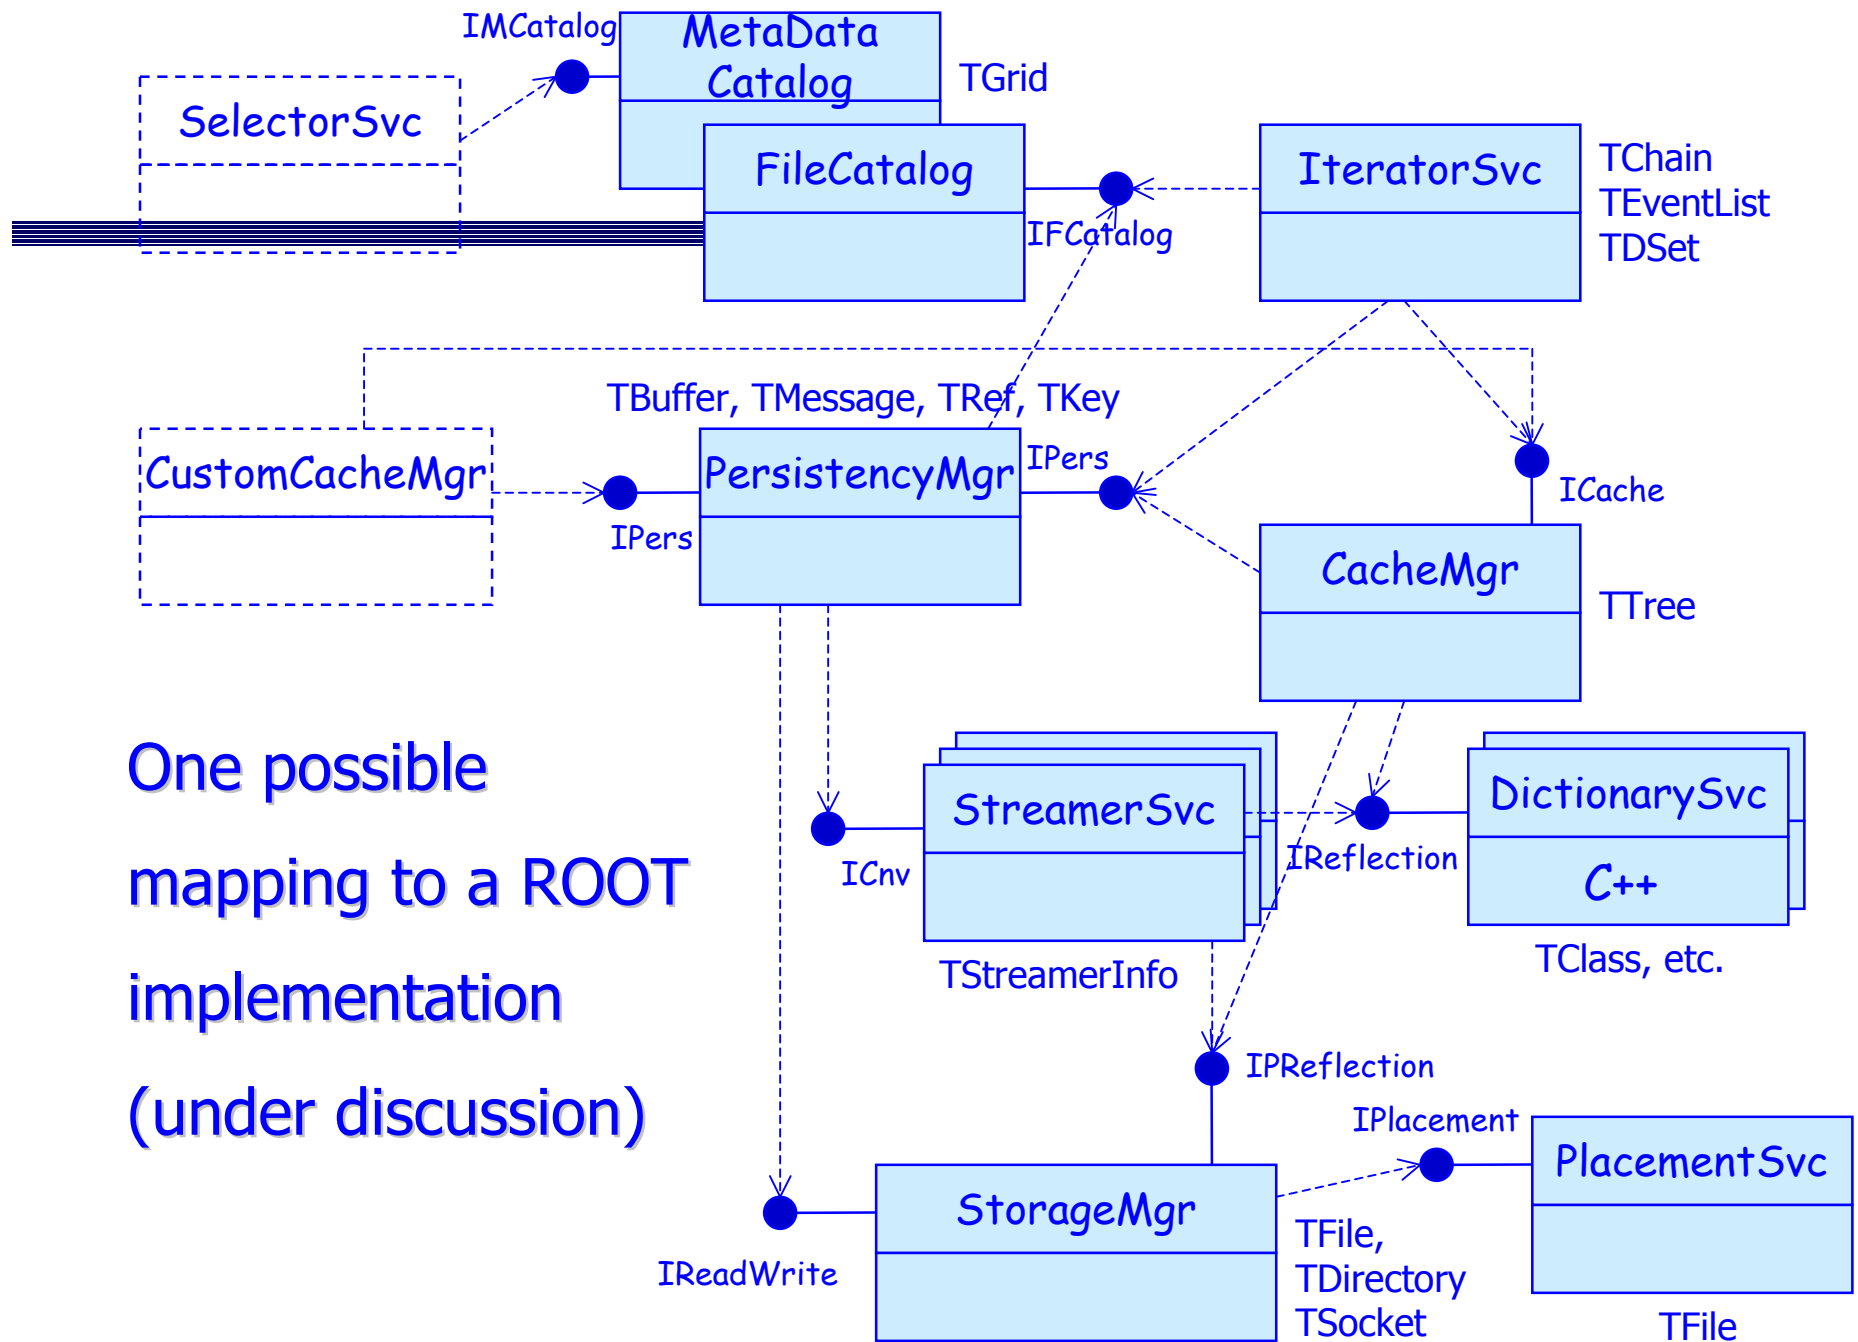 IMCatalog
MetaData
Catalog
TGrid
SelectorSvc
FileCatalog
IteratorSvc
TChain
TEventList
TDSet
IFCatalog
TBuffer, TMessage, TRef, TKey
CustomCacheMgr
PersistencyMgr
IPers
IPers
ICache
CacheMgr
TTree
One possible
mapping to a ROOT
implementation
(under discussion)
StreamerSvc
ICnv
IReflection
DictionarySvc
C++
TStreamerInfo
TClass, etc.
IPReflection
IPlacement
PlacementSvc
StorageMgr
IReadWrite
TFile,
TDirectory
TSocket
TFile